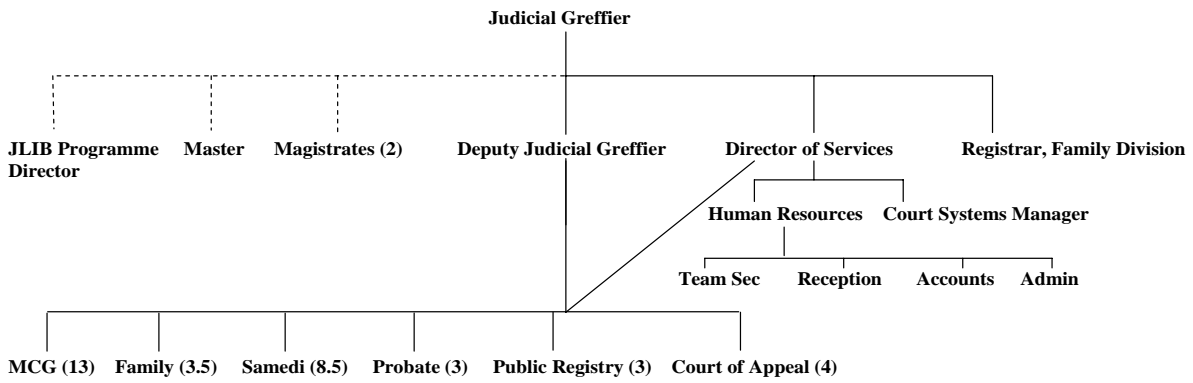 Judicial Greffier
JLIB Programme
Director
Master
Magistrates (2)
Deputy Judicial Greffier
Director of Services
Registrar, Family Division
Human Resources
Court Systems Manager
Team Sec
Reception
Accounts
Admin
MCG (13)
Family (3.5)
Samedi (8.5)
Probate (3)
Public Registry (3)
Court of Appeal (4)